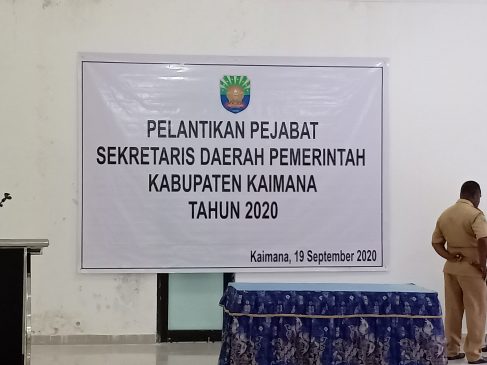 PELANTIKAN PEJABAT
SEKRETARIS DAERAH PEMERINTAH
KABUPATEN KAIMANA
TAHUN 2020
Kaimana, 19 September 2020